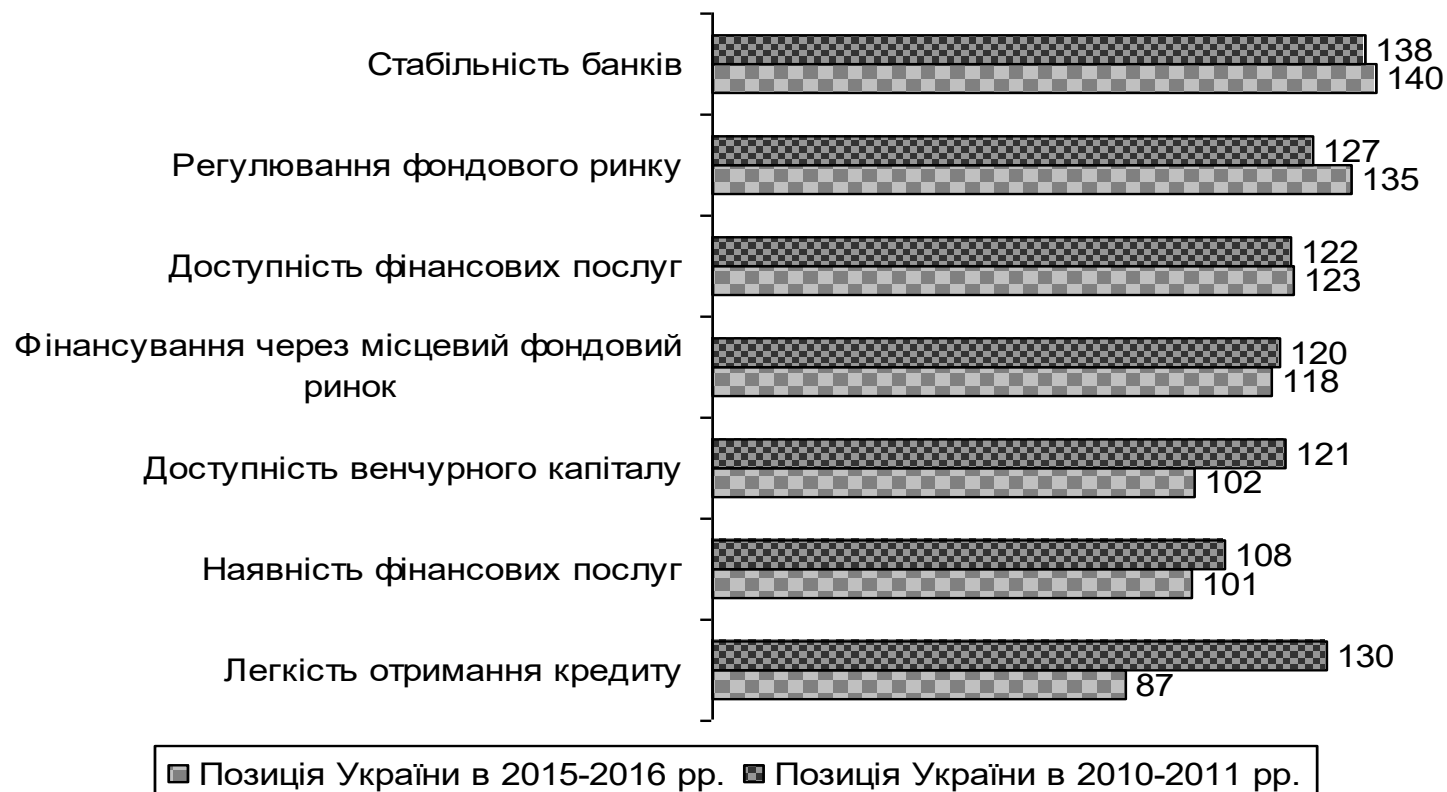 Стабільність банків
138
140
Регулювання фондового ринку
127
135
Доступність фінансових послуг
122
123
Фінансування через місцевий фондовий
ринок
120
118
Доступність венчурного капіталу
121
102
Наявність фінансових послуг
108
101
Легкість отримання кредиту
130
87
Позиція України в 2015-2016 рр. Позиція України в 2010-2011 рр.